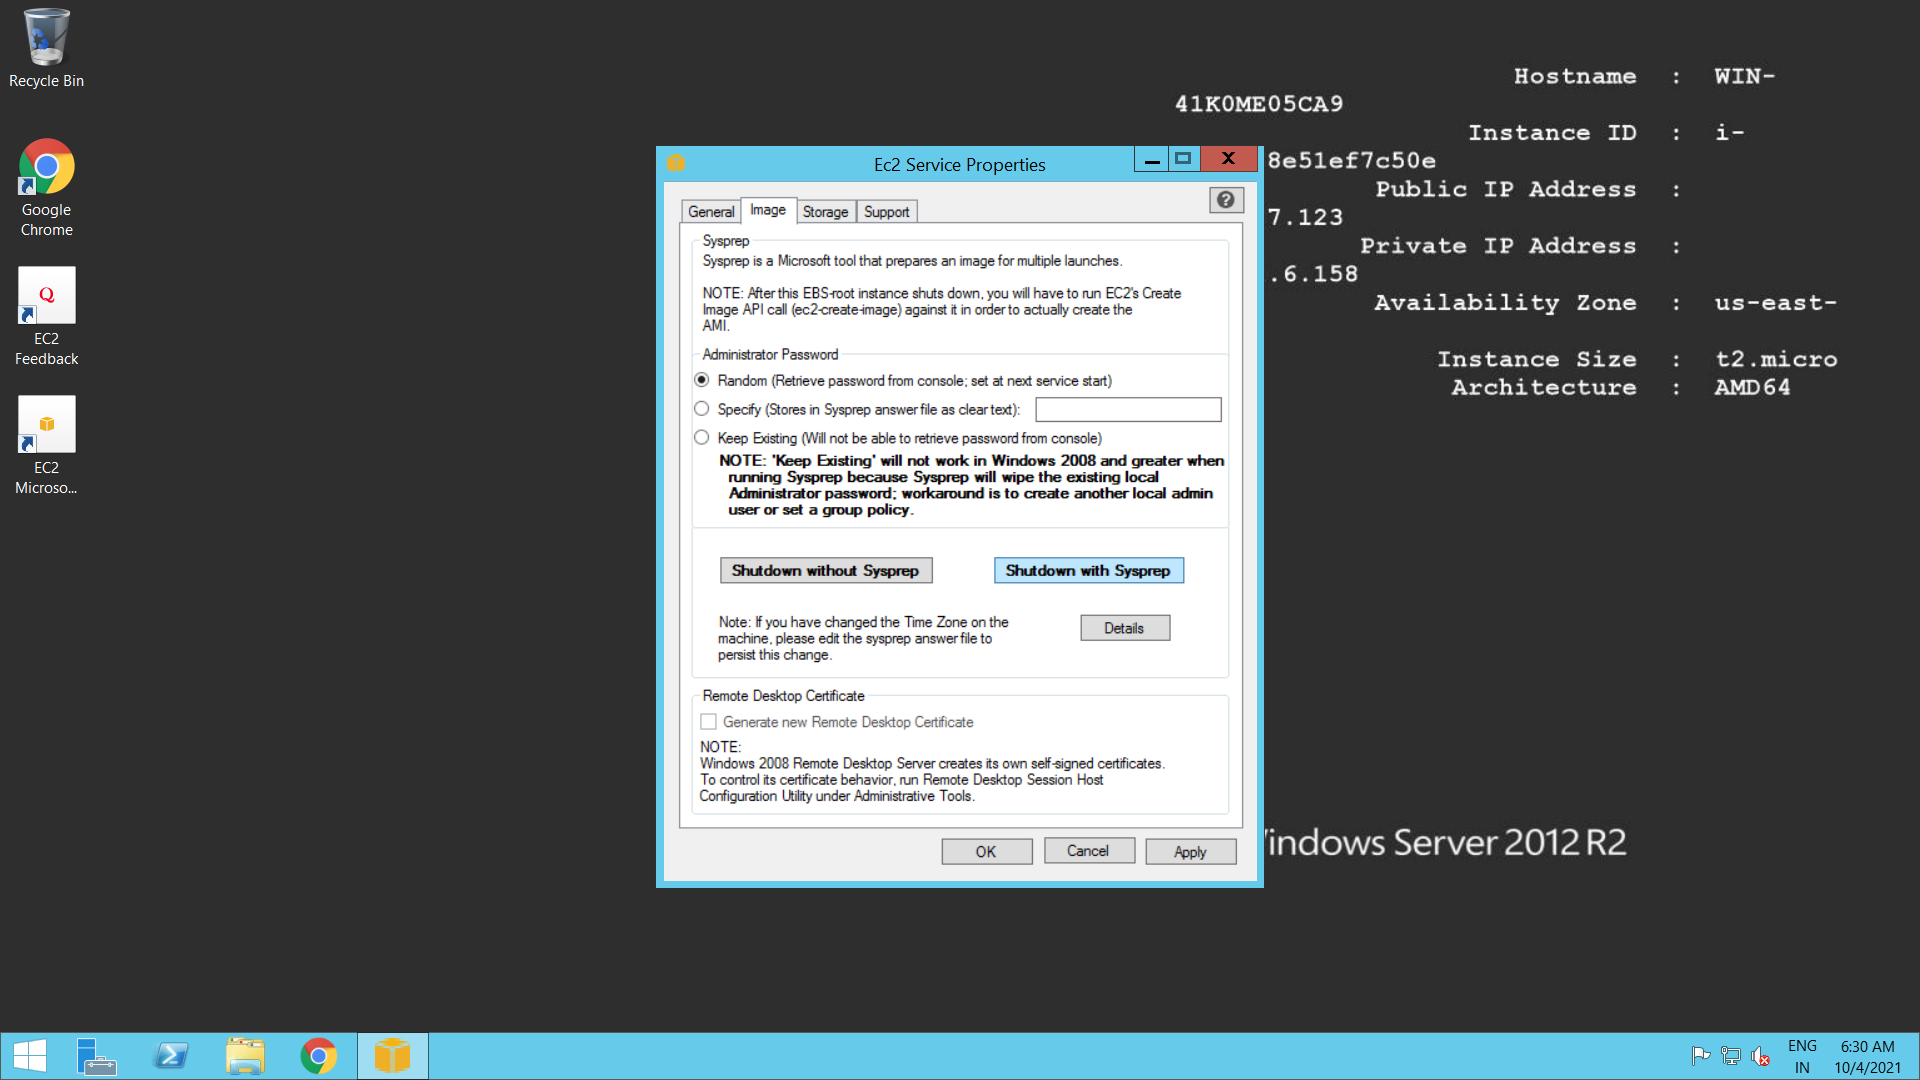 Recycle Bin
Google
Chrome
EC2
Feedback
EC2
Microso...
Hostname : WIN-
41K0ME05CA9
Instance ID : i-
8e51ef7c50e
Public IP Address :
7.123
Private IP Address :
.6.158
Availability Zone : us-east-
Instance Size : t2.micro
Architecture : AMD64
Ec2 Service Properties
General
Image
Storage
Support
?
Sysprep
Sysprep is a Microsoft tool that prepares an image for multiple launches.
NOTE: After this EBS-root instance shuts down, you will have to run EC2's Create
Image API call (ec2-create-image) against it in order to actually create the
AMI.
Administrator Password
Random (Retrieve password from console; set at next service start)
Specify (Stores in Sysprep answer file as clear text):
Keep Existing (Will not be able to retrieve password from console)
NOTE: 'Keep Existing' will not work in Windows 2008 and greater when
running Sysprep because Sysprep will wipe the existing local
Administrator password; workaround is to create another local admin
user or set a group policy.
Shutdown without Sysprep
Shutdown with Sysprep
Note: If you have changed the Time Zone on the
machine, please edit the sysprep answer file to
persist this change.
Details
Remote Desktop Certificate
Generate new Remote Desktop Certificate
NOTE:
Windows 2008 Remote Desktop Server creates its own self-signed certificates.
To control its certificate behavior, run Remote Desktop Session Host
Configuration Utility under Administrative Tools.
OK
Cancel
Apply
indows Server 2012 R2
ENG
IN
6:30 AM
10/4/2021